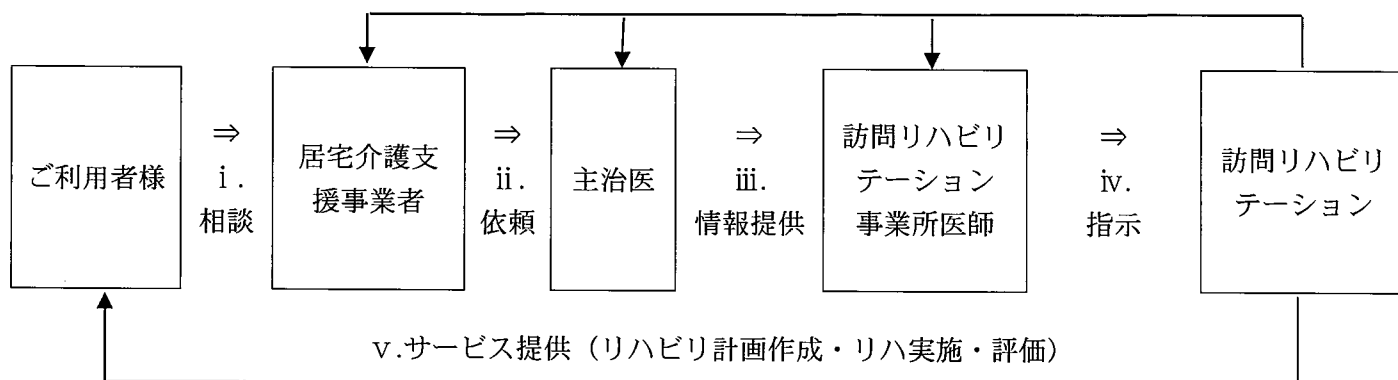 ご利用者様
⇒
ⅰ.
相談
居宅介護支
援事業者
⇒
ⅱ.
依頼
主治医
⇒
ⅲ.
情報提供
訪問リハビリ
テーション
事業所医師
⇒
ⅳ.
指示
訪問リハビリ
テーション
ⅴ.サービス提供（リハビリ計画作成・リハ実施・評価）